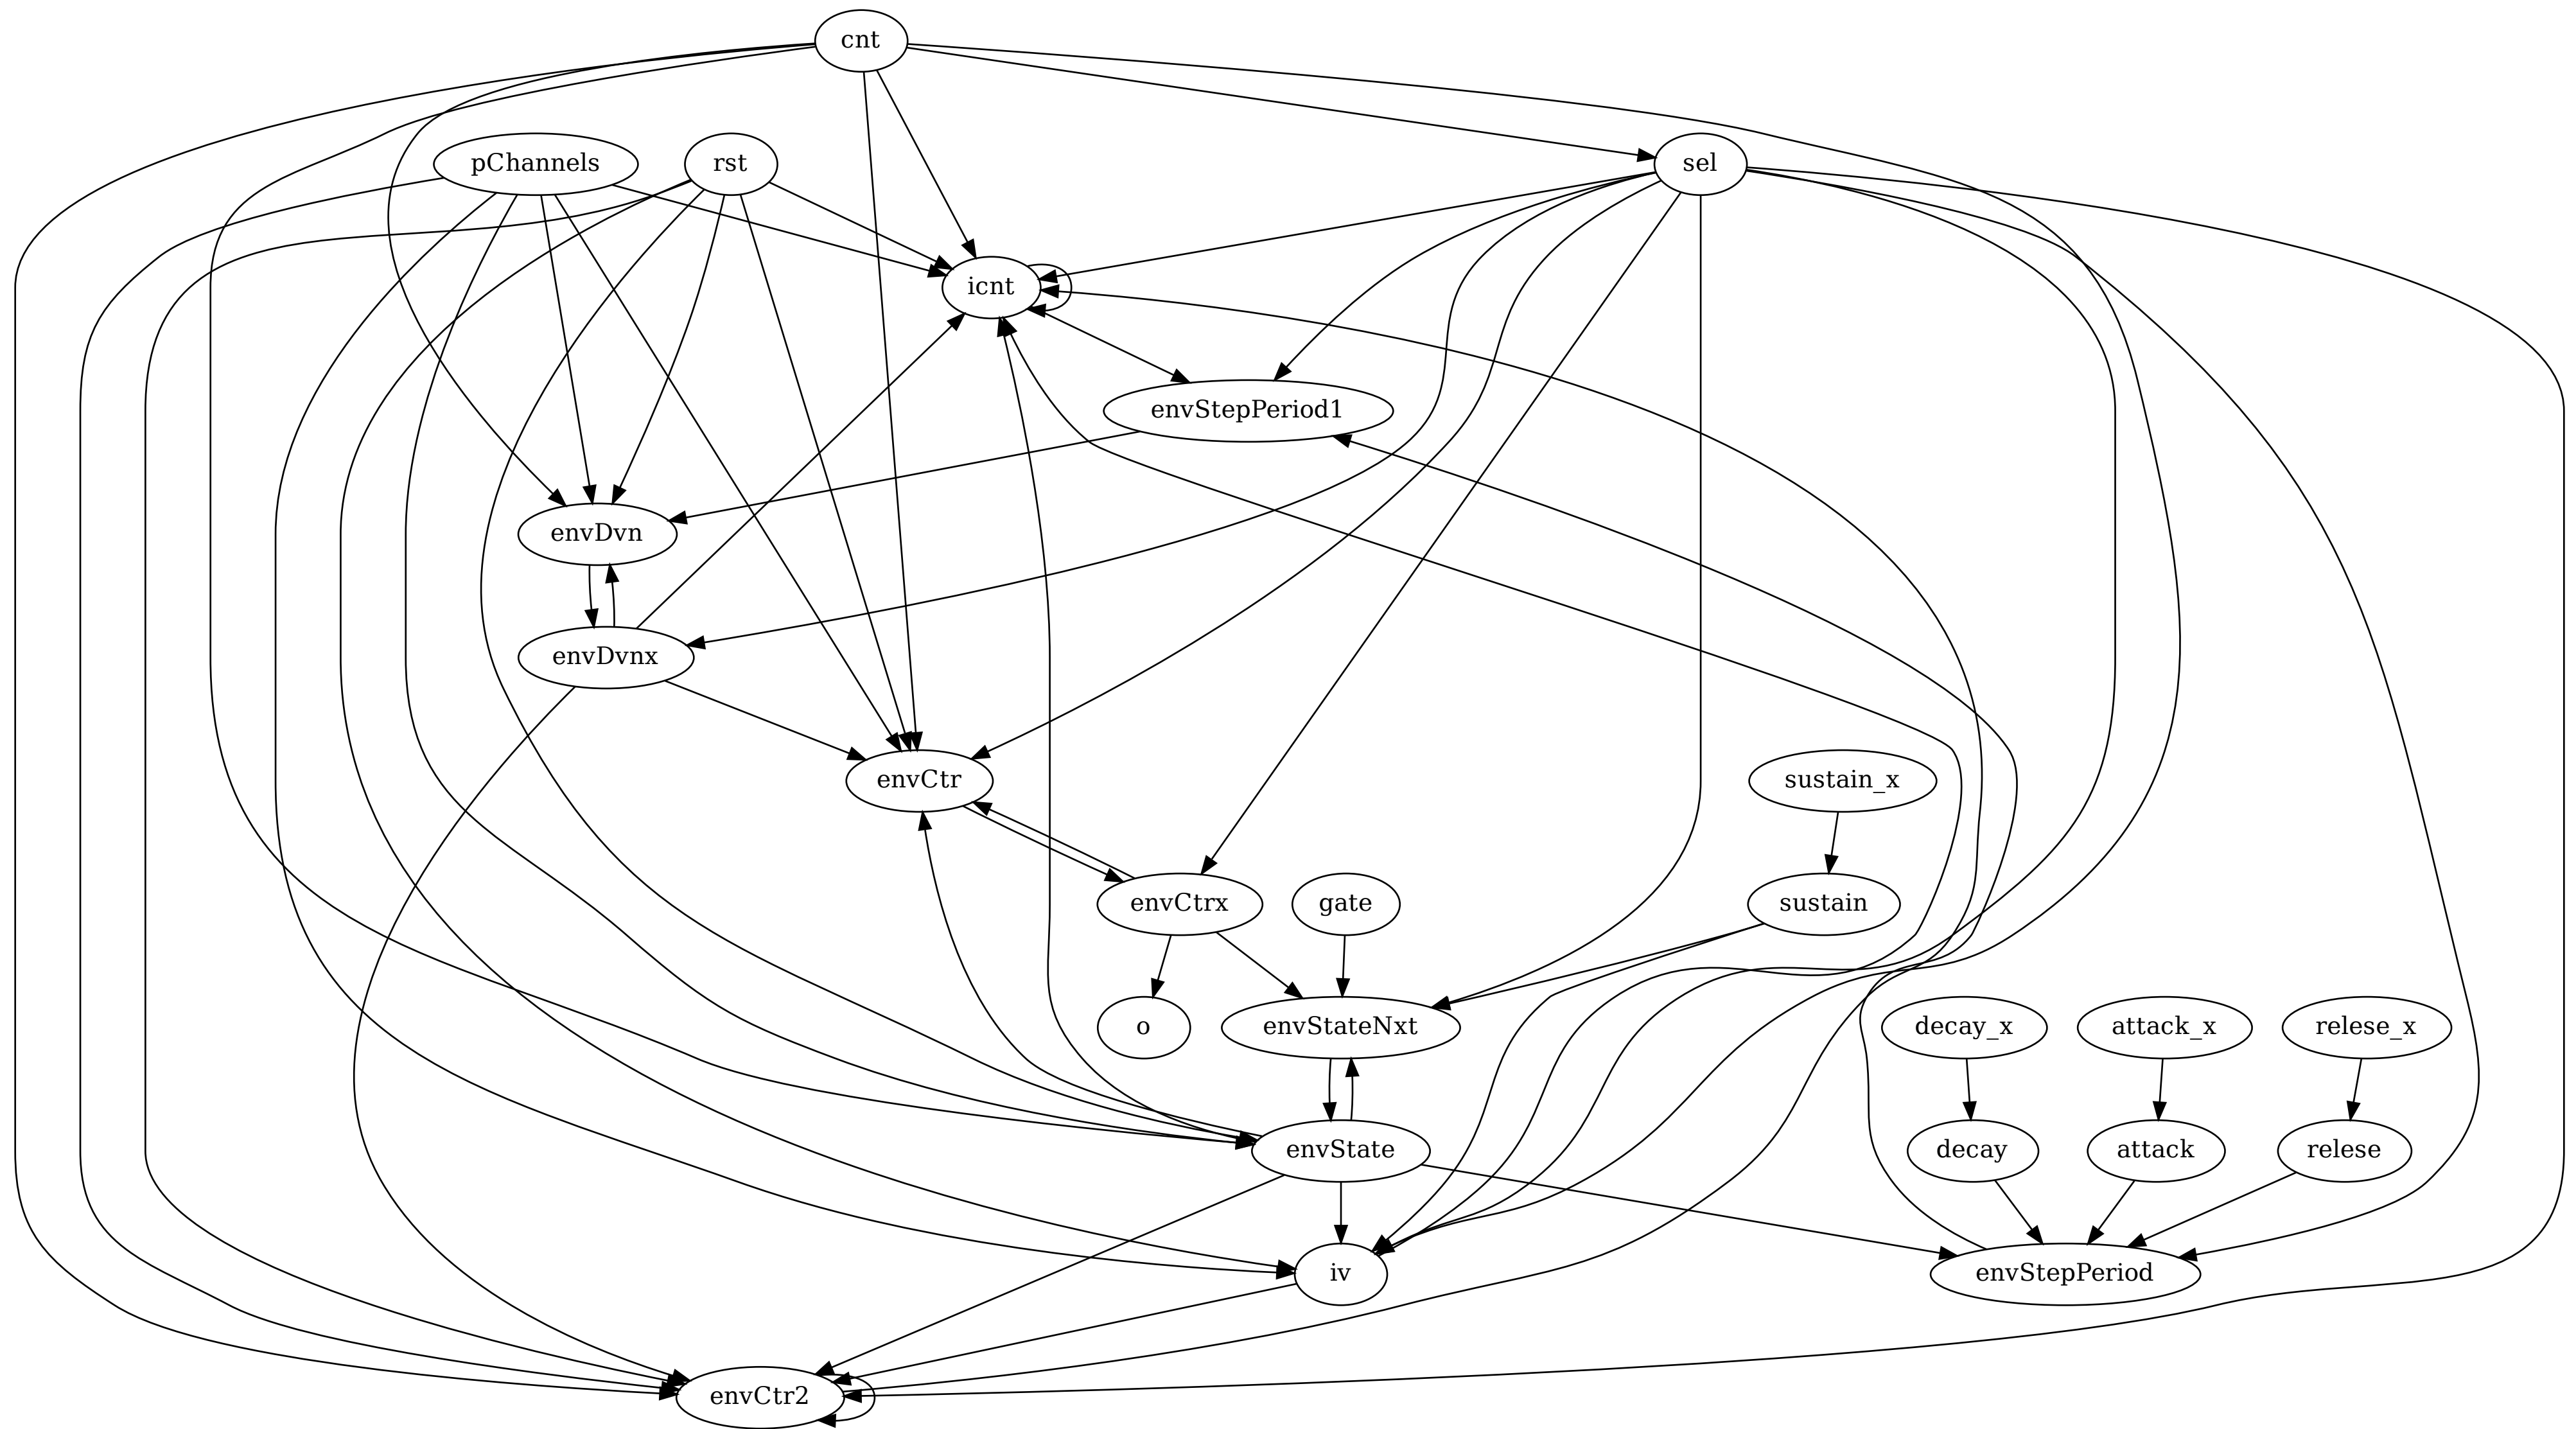 cnt
pChannels
rst
sel
icnt
envStepPeriod1
envDvn
envDvnx
envCtr
sustain_x
envCtrx
gate
sustain
o
envStateNxt
decay_x
attack_x
relese_x
envState
decay
attack
relese
iv
envStepPeriod
envCtr2